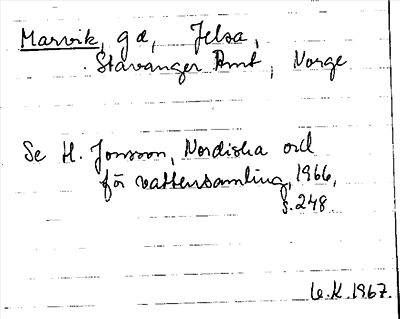 Marvik, gd, Jelsa,
Stavanger Amt, Norge
Se H. Jonsson, Nordiska ord
för vattensamling, 1966,
s. 248
K. 1967.